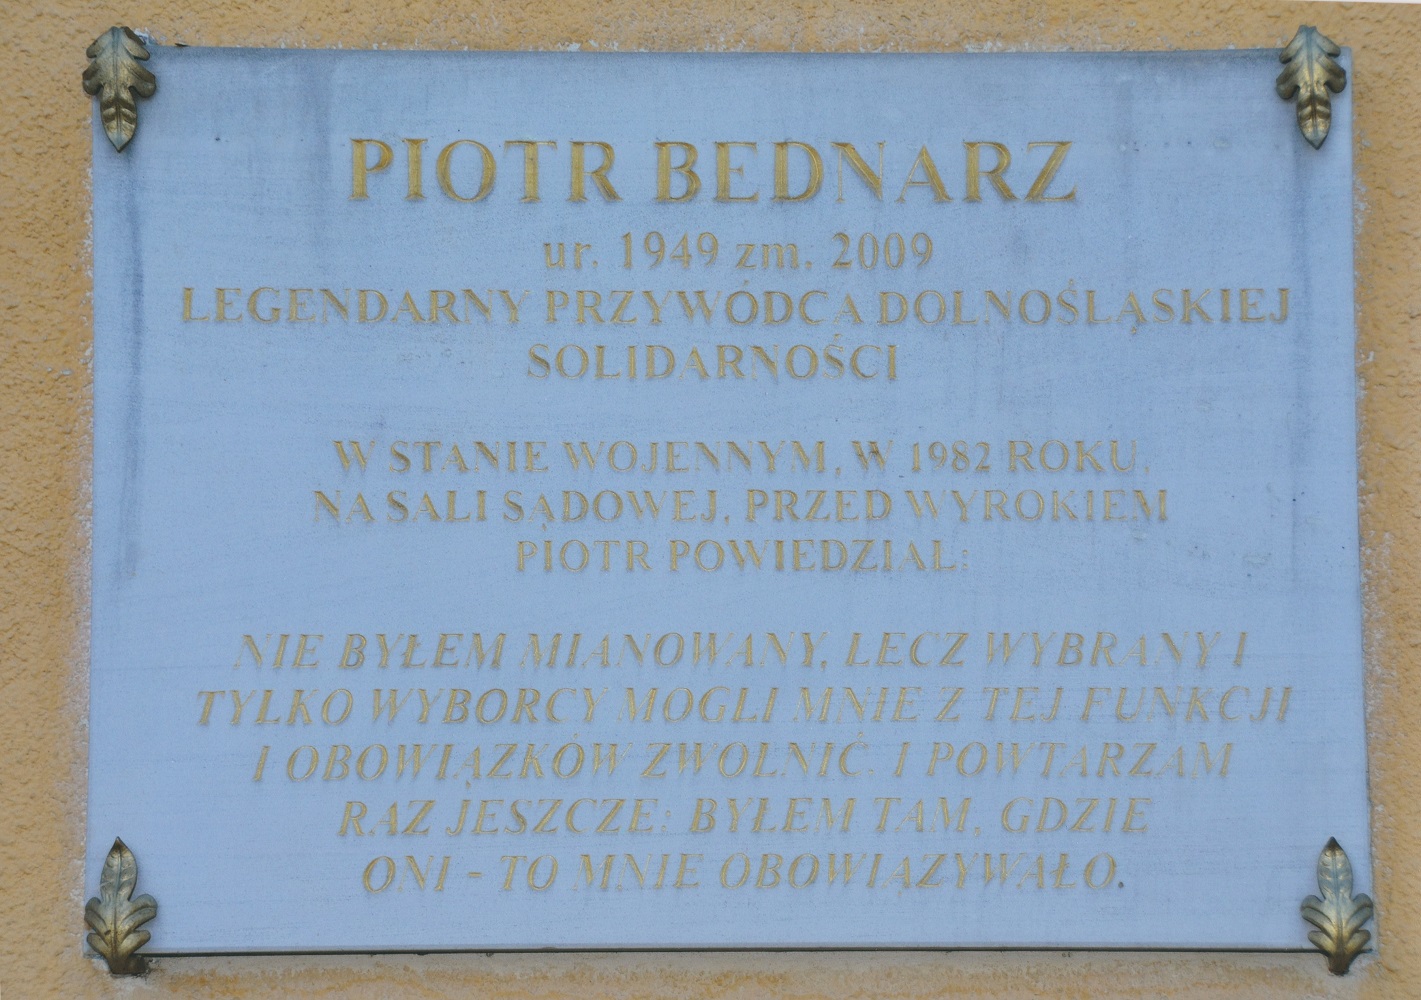 PIOTR BEDNARZ
ur. 1949 zm. 2009
LEGENDARNY PRZYWÓDCA DOLNOŚLĄSKIEJ
SOLIDARNOŚCI
W STANIE WOJENNYM, W 1982 ROKU,
NA SALI SĄDOWEJ, PRZED WYROKIEM
PIOTR POWIEDZIAL:
NIE BYŁEM MIANOWANY, LECZ WYBRANY I
TYLKO WYBORCY MOGLI MNIE Z TEJ FUNKCJI
I OBOWIĄZKÓW ZWOLNIĆ. I POWTARZAM
RAZ JESZCZE: BYŁEM TAM, GDZIE
ONI - TO MNIE OBOWIĄZYWAŁO.